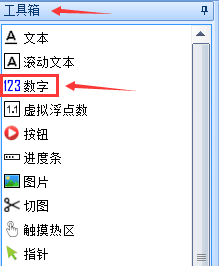 工具箱
A 文本
A 滚动文本
123 数字
1.1 虚拟浮点数
按钮
进度条
图片
切图
触摸热区
指针